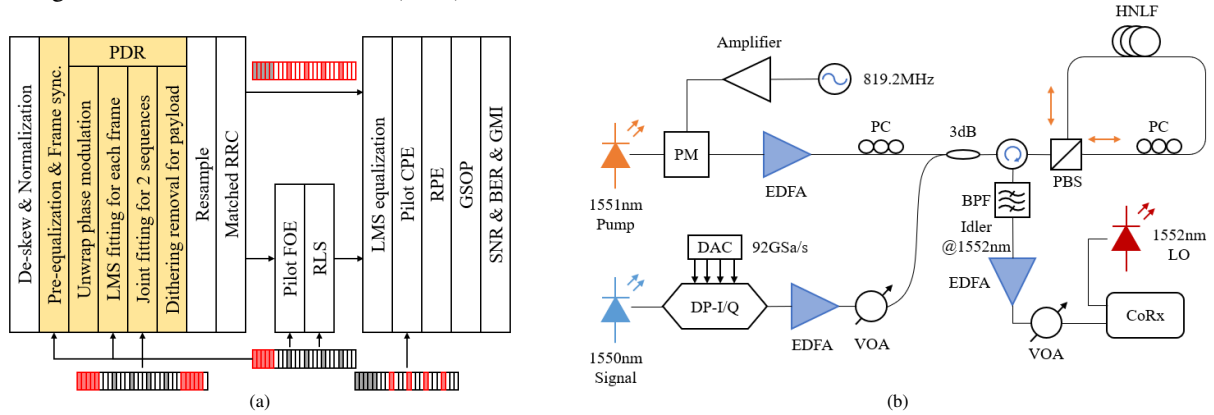 De-skew & Normalization
Pre-equalization & Frame sync.
PDR
Unwrap phase modulation
LMS fitting for each frame
Joint fitting for 2 sequences
Dithering removal for payload
Resample
Matched RRC
Pilot FOE
RLS
LMS equalization
Pilot CPE
RPE
GSOP
SNR & BER & GMI
(a)
Amplifier
819.2MHz
HNLF
PM
EDFA
PC
3dB
PBS
PC
1551nm
Pump
BPF
Idler
@1552nm
1552nm
LO
DAC
92GSa/s
DP-I/Q
EDFA
VOA
EDFA
VOA
CoRx
1550nm
Signal
(b)